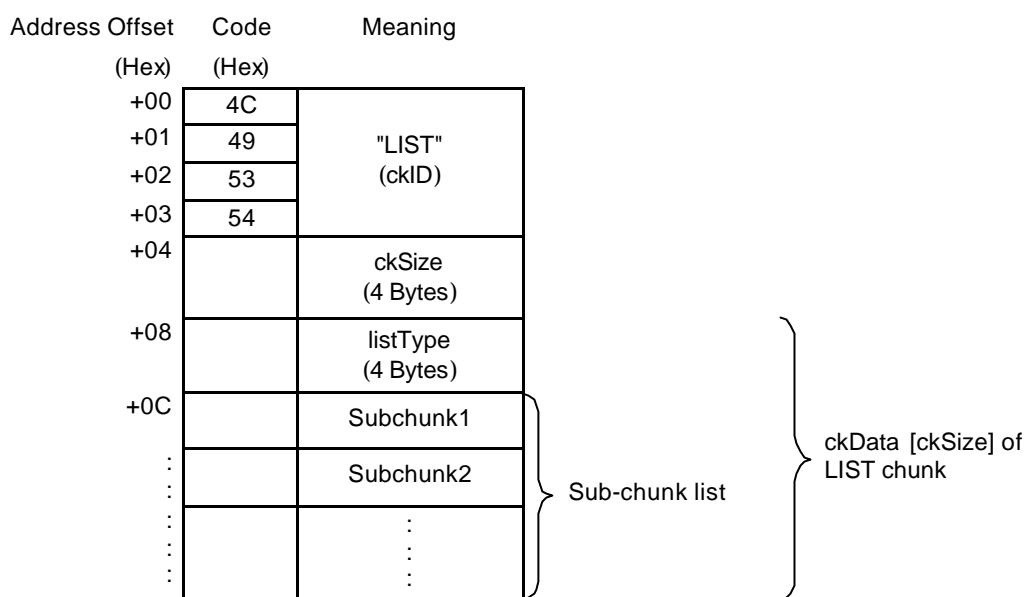 Address Offset Code Meaning
(Hex) (Hex)
+00 4C
+01 49 "LIST"
+02 53 (ckID)
+03 54
+04 ckSize
(4 Bytes)
+08 listType
(4 Bytes)
+0C Subchunk1
: Subchunk2
:
: :
: :
: :
Sub-chunk list
ckData [ckSize] of
LIST chunk